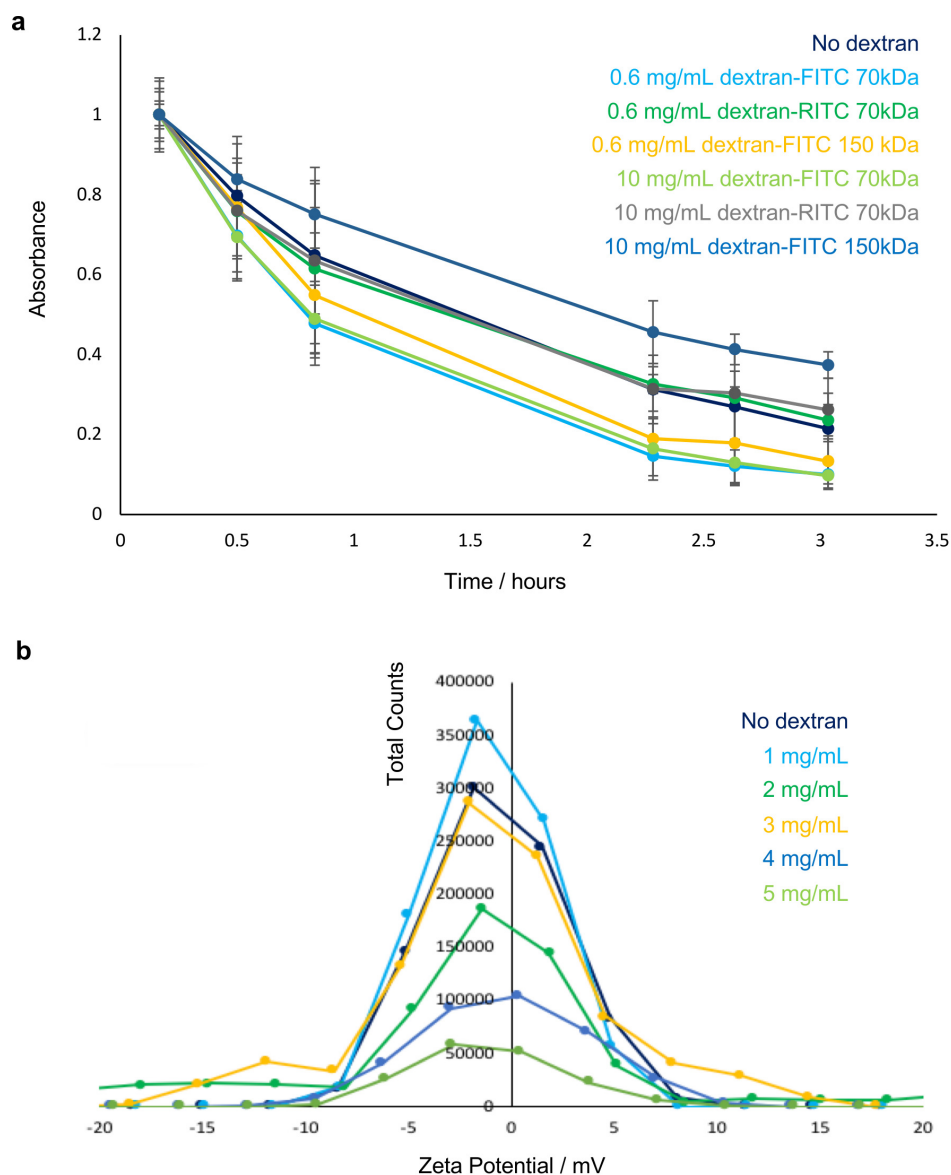 a
1.2
1
0.8
0.6
0.4
0.2
0
Absorbance
No dextran
0.6 mg/mL dextran-FITC 70kDa
0.6 mg/mL dextran-RITC 70kDa
0.6 mg/mL dextran-FITC 150 kDa
10 mg/mL dextran-FITC 70kDa
10 mg/mL dextran-RITC 70kDa
10 mg/mL dextran-FITC 150kDa
0 0.5 1 1.5 2 2.5 3 3.5
Time / hours
b
Total Counts
400000
350000
300000
250000
200000
150000
100000
50000
0
No dextran
1 mg/mL
2 mg/mL
3 mg/mL
4 mg/mL
5 mg/mL
-20 -15 -10 -5 0 5 10 15 20
Zeta Potential / mV